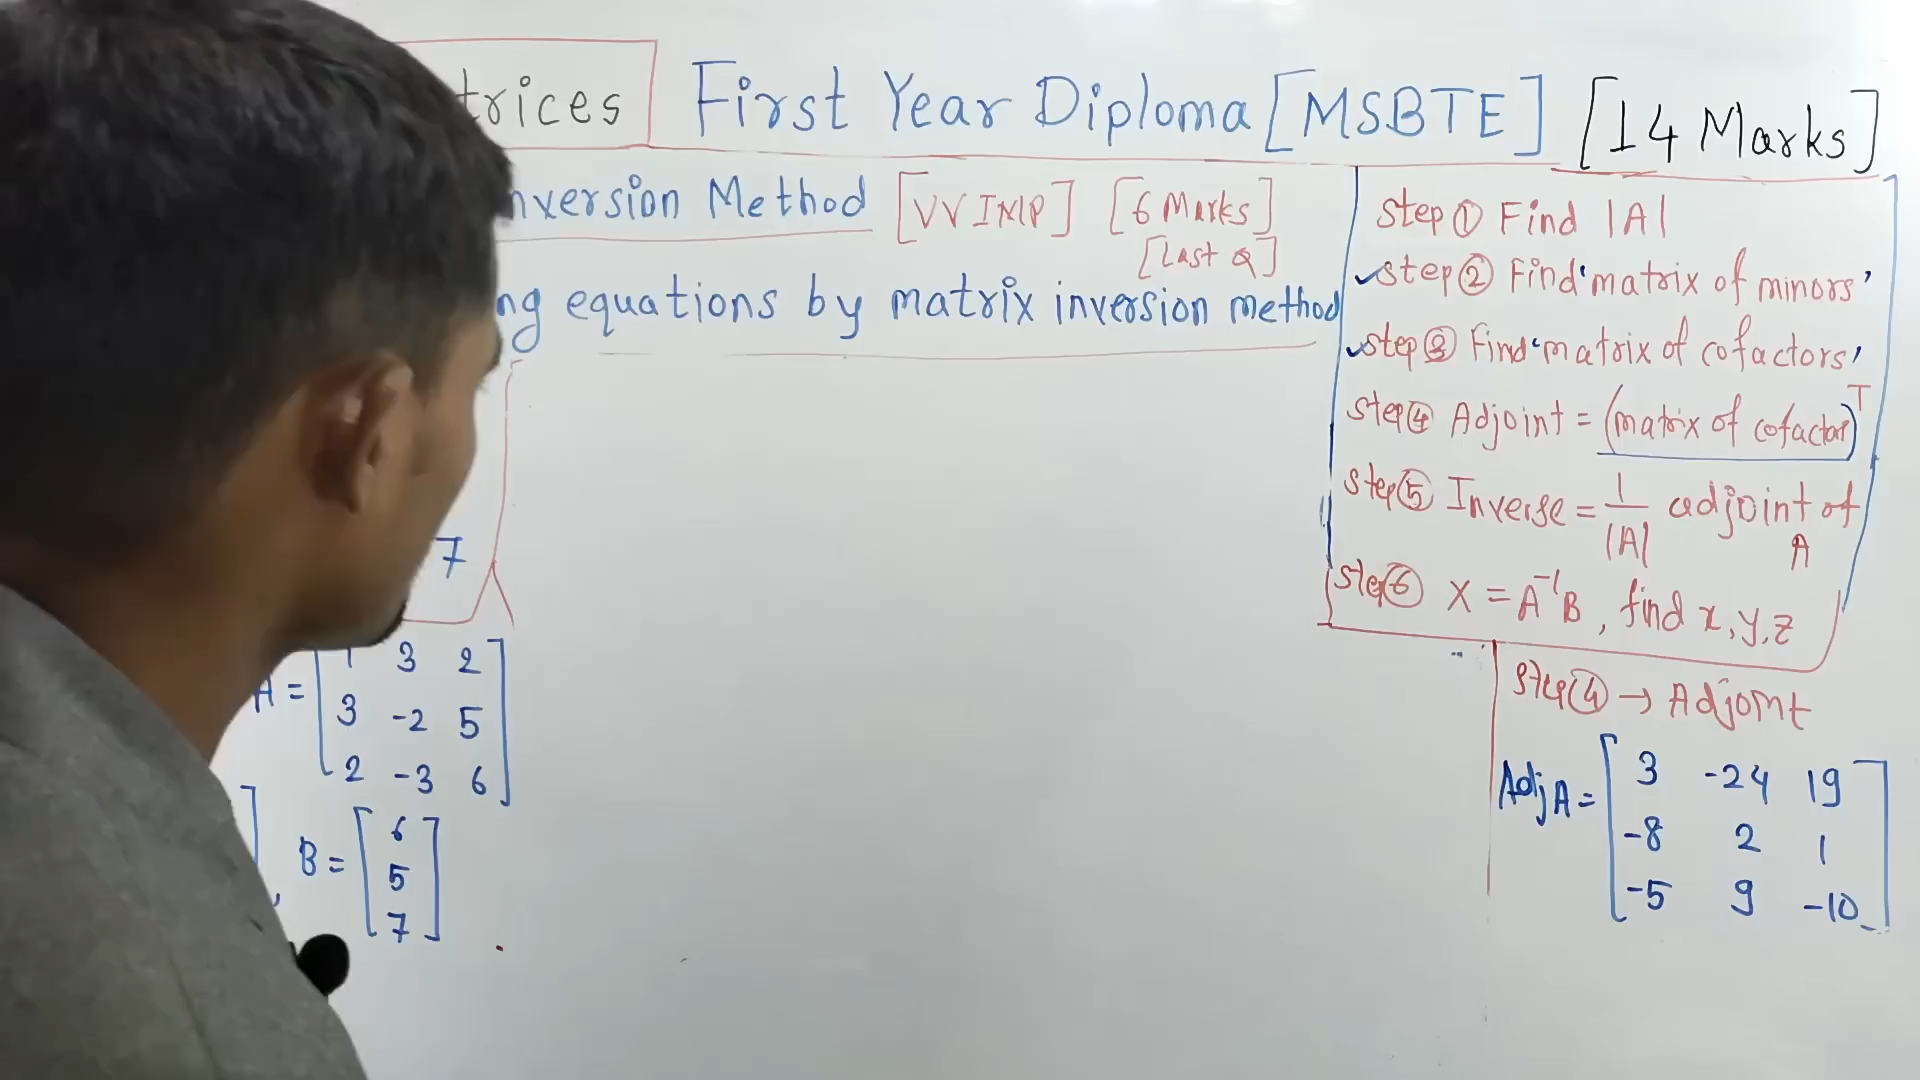 First Year Diploma [MSBTE] [14 Marks]
Method [VV IMP] [6 Marks]
[Last Q]
equations by matrix inversion method
7
A = 1 3 2
3 -2 5
2 -3 6
B = 6
5
7
Step ① Find |A|
✓Step ② Find 'matrix of minors'
✓Step ③ Find 'matrix of cofactors'
Step ④ Adjoint = (matrix of cofactor)ᵀ
Step ⑤ Inverse = 1/|A| adjoint of A
Step ⑥ X = A⁻¹B, find x, y, z
Step ④ → Adjoint
Adj A = 3 -24 19
-8 2 1
-5 9 -10